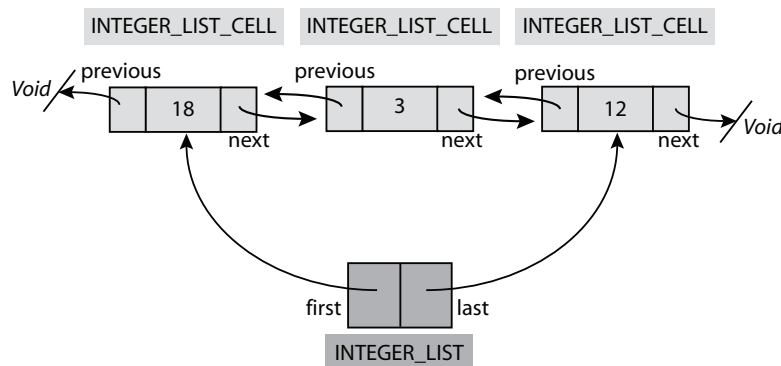 INTEGER_LIST_CELL INTEGER_LIST_CELL INTEGER_LIST_CELL
previous previous previous
Void 18 3 12 Void
next next next
first last
INTEGER_LIST